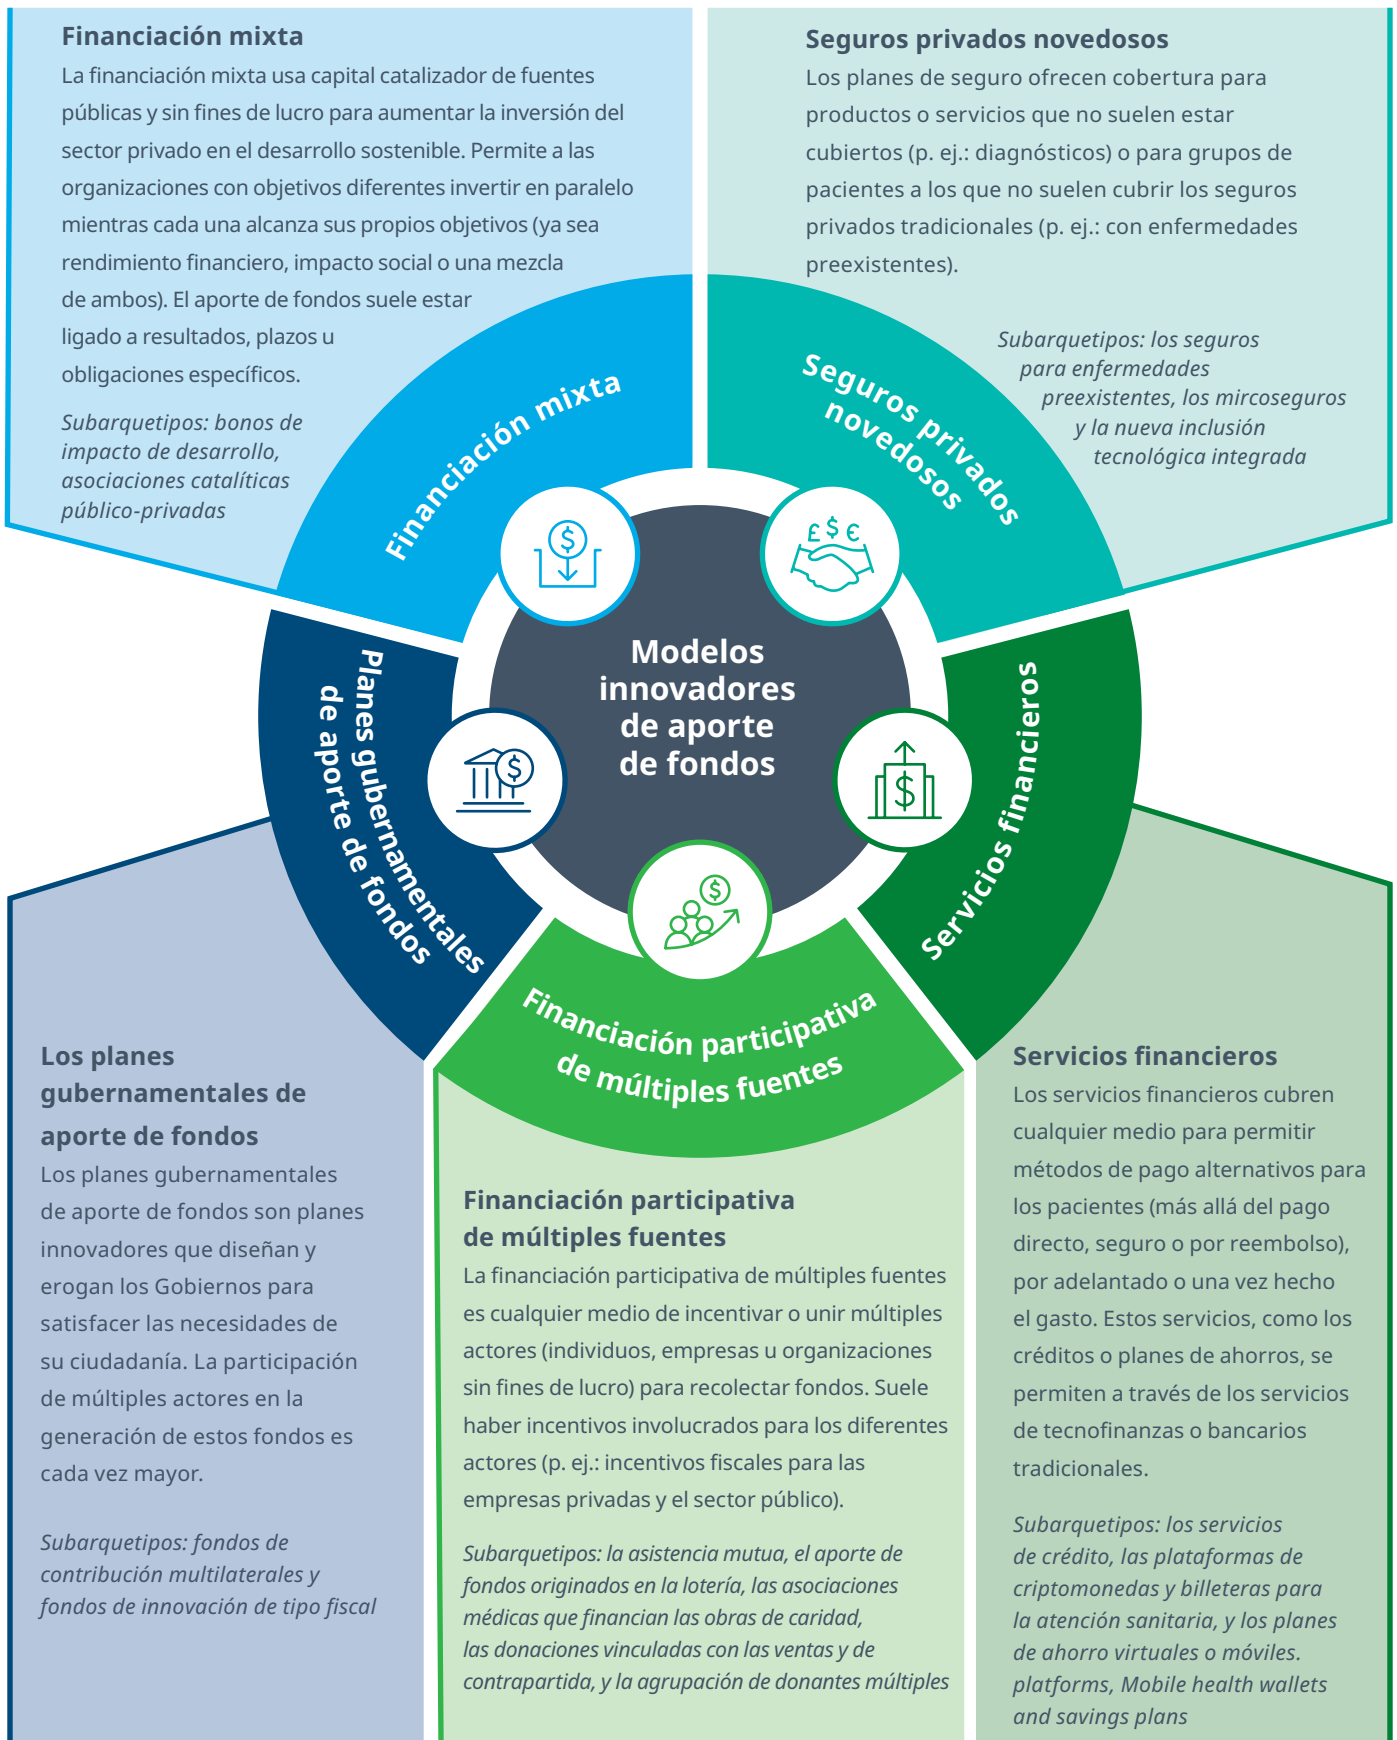 Financiación mixta
La financiación mixta usa capital catalizador de fuentes
públicas y sin fines de lucro para aumentar la inversión del
sector privado en el desarrollo sostenible. Permite a las
organizaciones con objetivos diferentes invertir en paralelo
mientras cada una alcanza sus propios objetivos (ya sea
rendimiento financiero, impacto social o una mezcla
de ambos). El aporte de fondos suele estar
ligado a resultados, plazos u
obligaciones específicos.
Subarquetipos: bonos de
impacto de desarrollo,
asociaciones catalíticas
público-privadas
Seguros privados novedosos
Los planes de seguro ofrecen cobertura para
productos o servicios que no suelen estar
cubiertos (p. ej.: diagnósticos) o para grupos de
pacientes a los que no suelen cubrir los seguros
privados tradicionales (p. ej.: con enfermedades
preexistentes).
Subarquetipos: los seguros
para enfermedades
preexistentes, los mircoseguros
y la nueva inclusión
tecnológica integrada
Financiación mixta
Seguros privados
novedosos
£ $ €
$
Modelos
innovadores
de aporte
de fondos
Planes gubernamentales
de aporte de fondos
$
Servicios financieros
$
$
Financiación participativa
de múltiples fuentes
Los planes
gubernamentales de
aporte de fondos
Los planes gubernamentales
de aporte de fondos son planes
innovadores que diseñan y
erogan los Gobiernos para
satisfacer las necesidades de
su ciudadanía. La participación
de múltiples actores en la
generación de estos fondos es
cada vez mayor.
Subarquetipos: fondos de
contribución multilaterales y
fondos de innovación de tipo fiscal
Financiación participativa
de múltiples fuentes
La financiación participativa de múltiples fuentes
es cualquier medio de incentivar o unir múltiples
actores (individuos, empresas u organizaciones
sin fines de lucro) para recolectar fondos. Suele
haber incentivos involucrados para los diferentes
actores (p. ej.: incentivos fiscales para las
empresas privadas y el sector público).
Subarquetipos: la asistencia mutua, el aporte de
fondos originados en la lotería, las asociaciones
médicas que financian las obras de caridad,
las donaciones vinculadas con las ventas y de
contrapartida, y la agrupación de donantes múltiples
Servicios financieros
Los servicios financieros cubren
cualquier medio para permitir
métodos de pago alternativos para
los pacientes (más allá del pago
directo, seguro o por reembolso),
por adelantado o una vez hecho
el gasto. Estos servicios, como los
créditos o planes de ahorros, se
permiten a través de los servicios
de tecnofinanzas o bancarios
tradicionales.
Subarquetipos: los servicios
de crédito, las plataformas de
criptomonedas y billeteras para
la atención sanitaria, y los planes
de ahorro virtuales o móviles.
platforms, Mobile health wallets
and savings plans